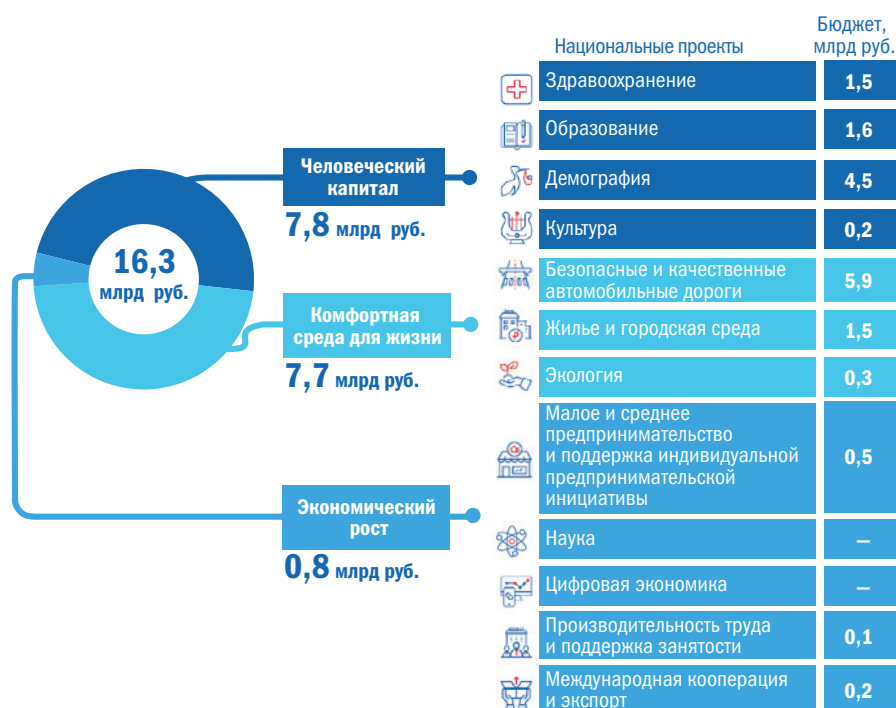 Национальные проекты
Бюджет,
млрд руб.
16,3
млрд руб.
Человеческий
капитал
7,8 млрд руб.
Здравоохранение
1,5
Образование
1,6
Демография
4,5
Культура
0,2
Комфортная
среда для жизни
7,7 млрд руб.
Безопасные и качественные
автомобильные дороги
5,9
Жилье и городская среда
1,5
Экология
0,3
Экономический
рост
0,8 млрд руб.
Малое и среднее
предпринимательство
и поддержка индивидуальной
предпринимательской
инициативы
0,5
Наука
–
Цифровая экономика
–
Производительность труда
и поддержка занятости
0,1
Международная кооперация
и экспорт
0,2